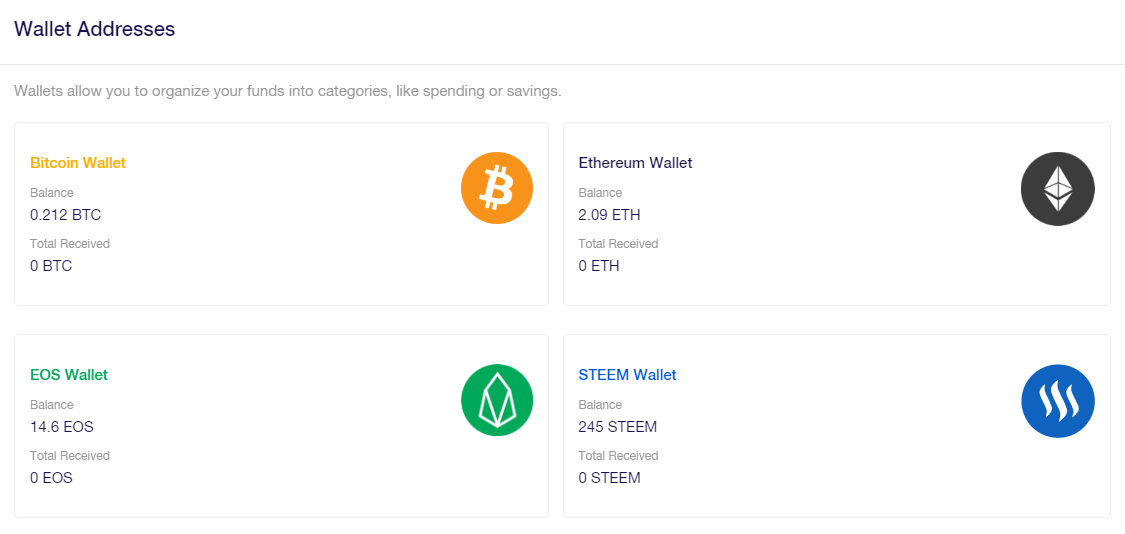 Wallet Addresses
Wallets allow you to organize your funds into categories, like spending or savings.
Bitcoin Wallet
Balance
0.212 BTC
Total Received
0 BTC
Ethereum Wallet
Balance
2.09 ETH
Total Received
0 ETH
EOS Wallet
Balance
14.6 EOS
Total Received
0 EOS
STEEM Wallet
Balance
245 STEEM
Total Received
0 STEEM